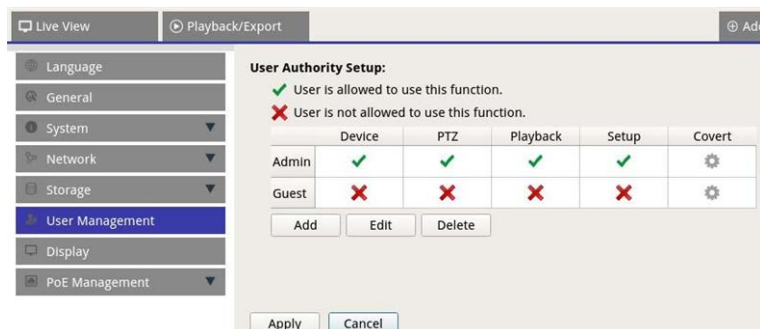 Live View
Playback/Export
Language
General
System
Network
Storage
User Management
Display
PoE Management
User Authority Setup:
User is allowed to use this function.
User is not allowed to use this function.
Device PTZ Playback Setup Covert
Admin
Guest
Add Edit Delete
Apply Cancel